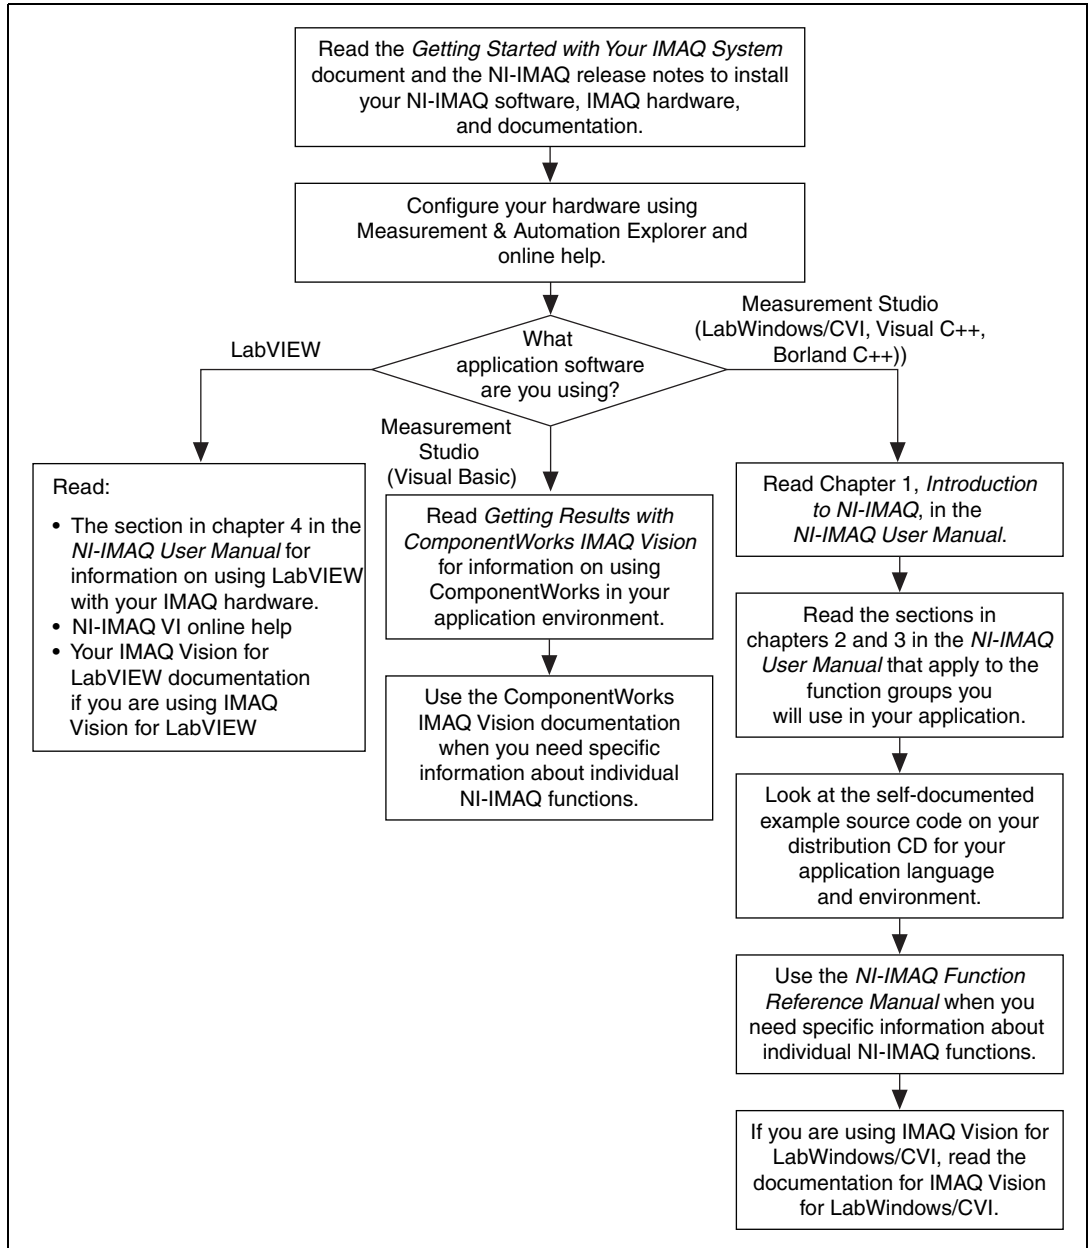 Read the Getting Started with Your IMAQ System
document and the NI-IMAQ release notes to install
your NI-IMAQ software, IMAQ hardware,
and documentation.
Configure your hardware using
Measurement & Automation Explorer and
online help.
What
application software
are you using?
LabVIEW
Measurement Studio
(LabWindows/CVI, Visual C++,
Borland C++))
Measurement
Studio
(Visual Basic)
Read:
• The section in chapter 4 in the
NI-IMAQ User Manual for
information on using LabVIEW
with your IMAQ hardware.
• NI-IMAQ VI online help
• Your IMAQ Vision for
LabVIEW documentation
if you are using IMAQ
Vision for LabVIEW
Read Getting Results with
ComponentWorks IMAQ Vision
for information on using
ComponentWorks in your
application environment.
Use the ComponentWorks
IMAQ Vision documentation
when you need specific
information about individual
NI-IMAQ functions.
Read Chapter 1, Introduction
to NI-IMAQ, in the
NI-IMAQ User Manual.
Read the sections in
chapters 2 and 3 in the NI-IMAQ
User Manual that apply to the
function groups you
will use in your application.
Look at the self-documented
example source code on your
distribution CD for your
application language
and environment.
Use the NI-IMAQ Function
Reference Manual when you
need specific information about
individual NI-IMAQ functions.
If you are using IMAQ Vision for
LabWindows/CVI, read the
documentation for IMAQ Vision
for LabWindows/CVI.